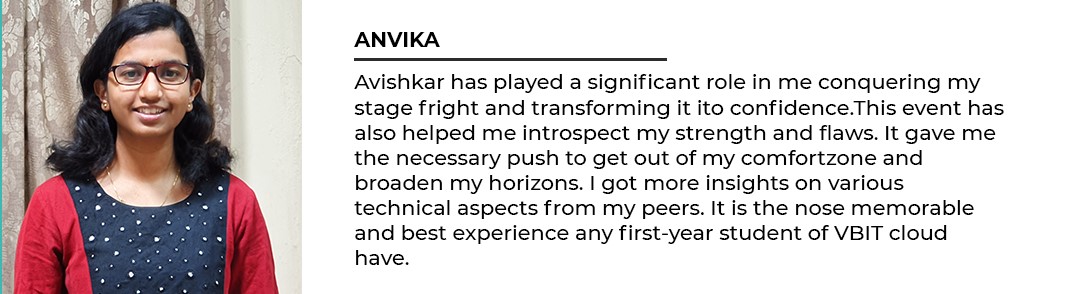 ANVIKA
Avishkar has played a significant role in me conquering my
stage fright and transforming it ito confidence.This event has
also helped me introspect my strength and flaws. It gave me
the necessary push to get out of my comfortzone and
broaden my horizons. I got more insights on various
technical aspects from my peers. It is the nose memorable
and best experience any first-year student of VBIT cloud
have.